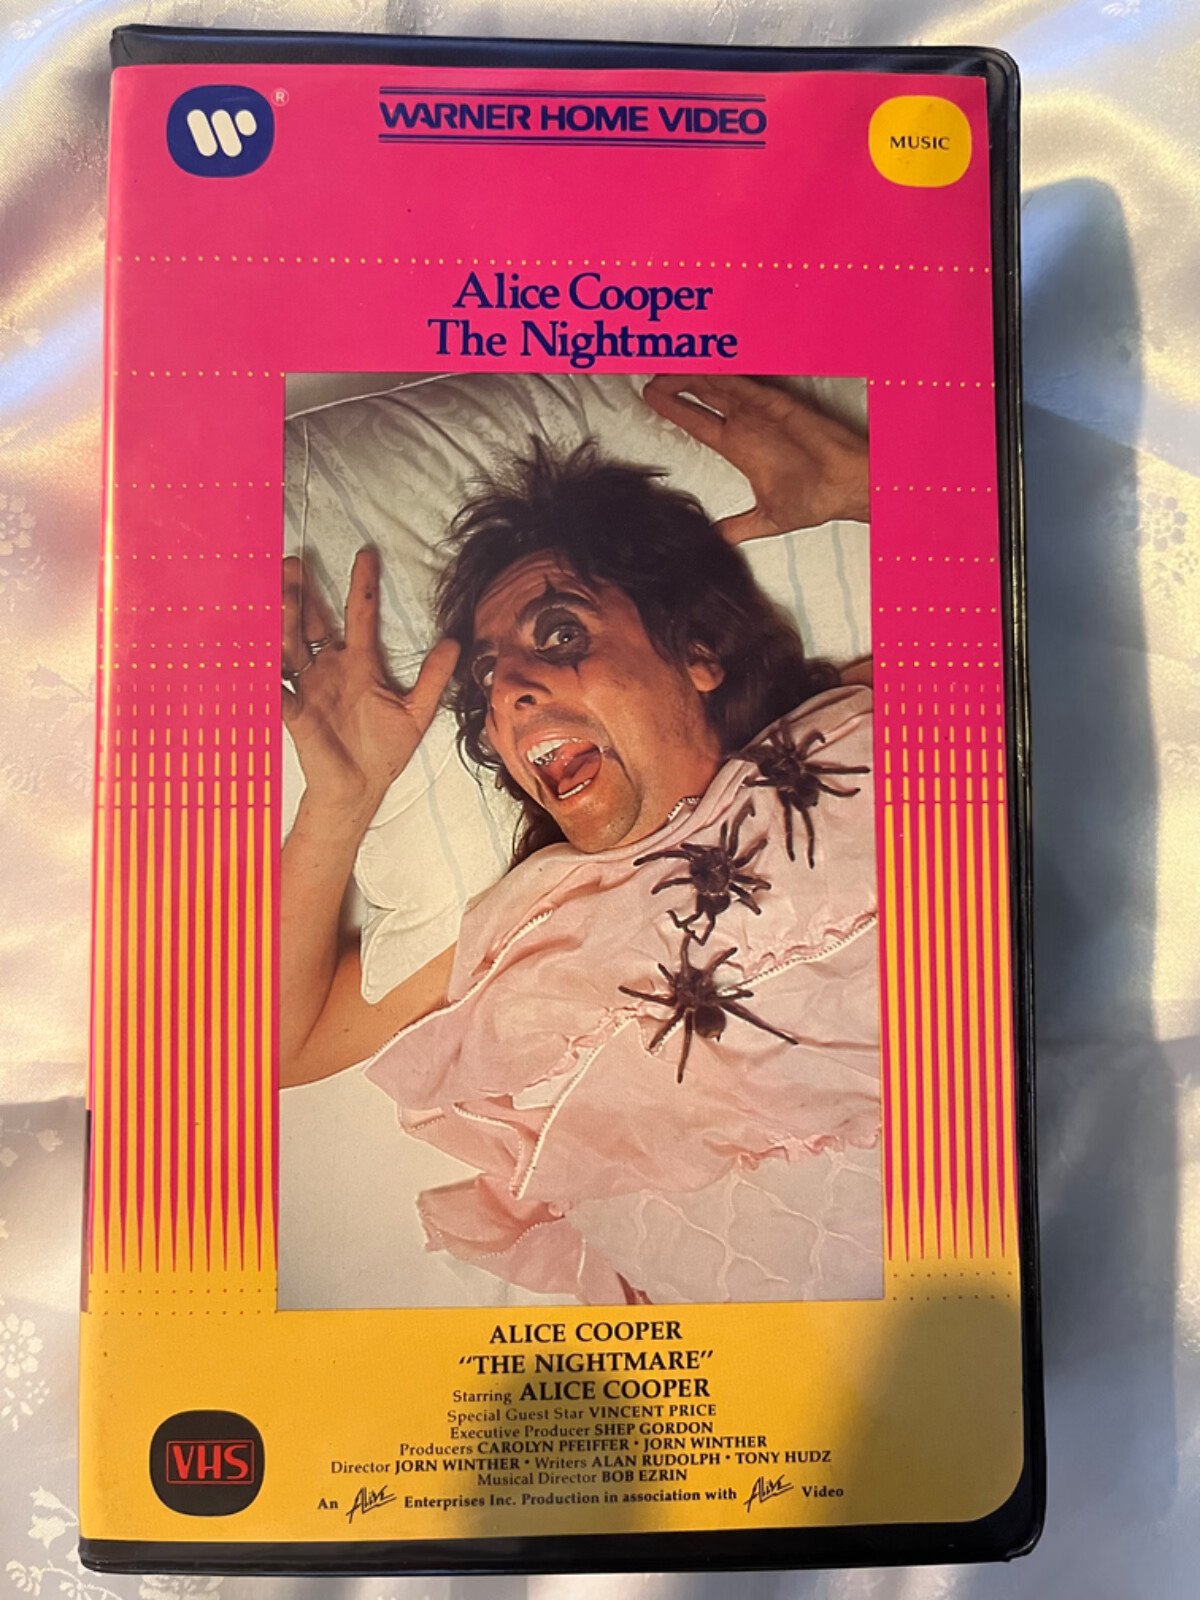 W ®
WARNER HOME VIDEO
MUSIC
Alice Cooper
The Nightmare
ALICE COOPER
“THE NIGHTMARE”
Starring ALICE COOPER
Special Guest Star VINCENT PRICE
Executive Producer SHEP GORDON
Producers CAROLYN PFEIFFER • JORN WINTHER
Director JORN WINTHER • Writers ALAN RUDOLPH • TONY HUDZ
Musical Director BOB EZRIN
An Alive Enterprises Inc. Production in association with Alive Video
VHS